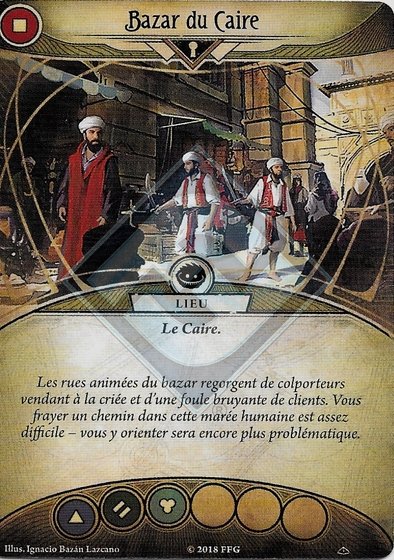 Bazar du Caire
LIEU
Le Caire.
Les rues animées du bazar regorgent de colporteurs
vendant à la criée et d'une foule bruyante de clients. Vous
frayer un chemin dans cette marée humaine est assez
difficile – vous y orienter sera encore plus problématique.
Illus. Ignacio Bazán Lazcano
© 2018 FFG